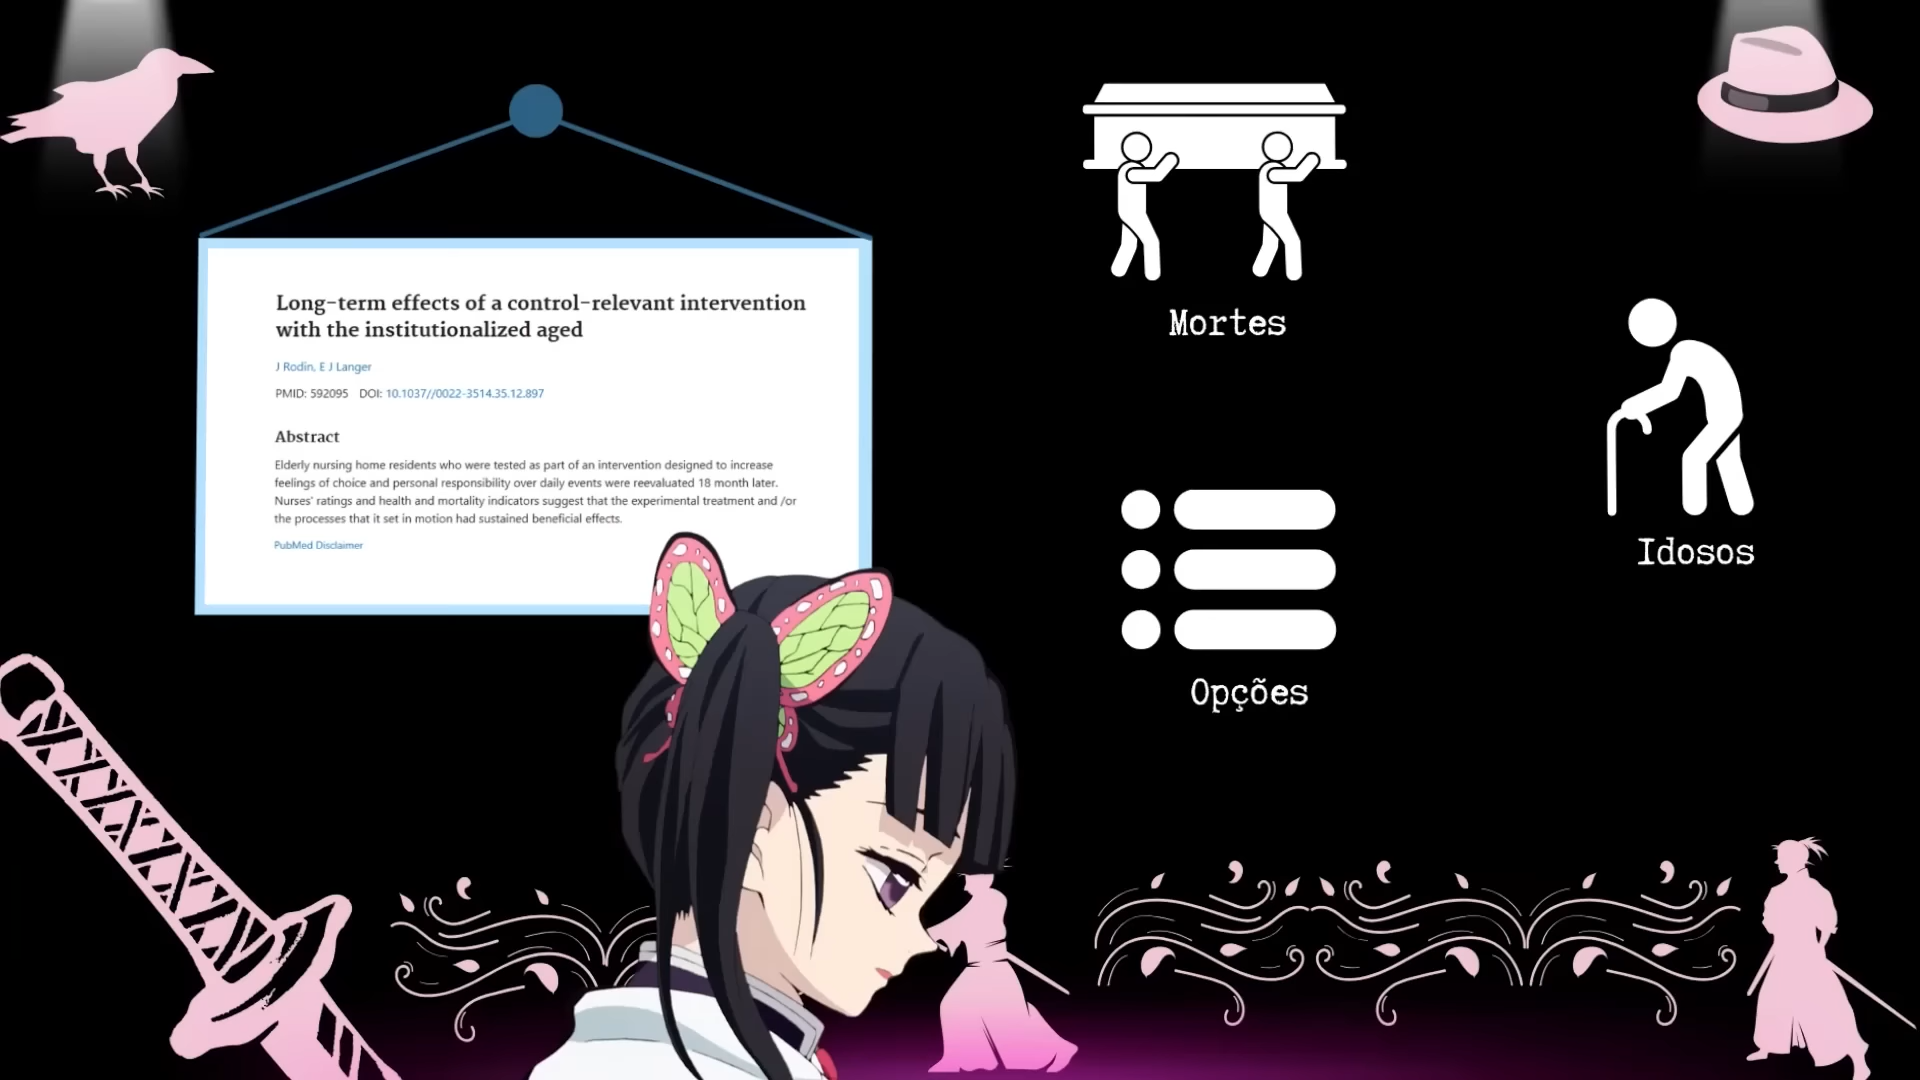 Long-term effects of a control-relevant intervention
with the institutionalized aged
J Rodin, E J Langer
PMID: 592095 DOI: 10.1037//0022-3514.35.12.897
Abstract
Elderly nursing home residents who were tested as part of an intervention designed to increase
feelings of choice and personal responsibility over daily events were reevaluated 18 month later.
Nurses' ratings and health and mortality indicators suggest that the experimental treatment and /or
the processes that it set in motion had sustained beneficial effects.
PubMed Disclaimer
Mortes
Idosos
Opções